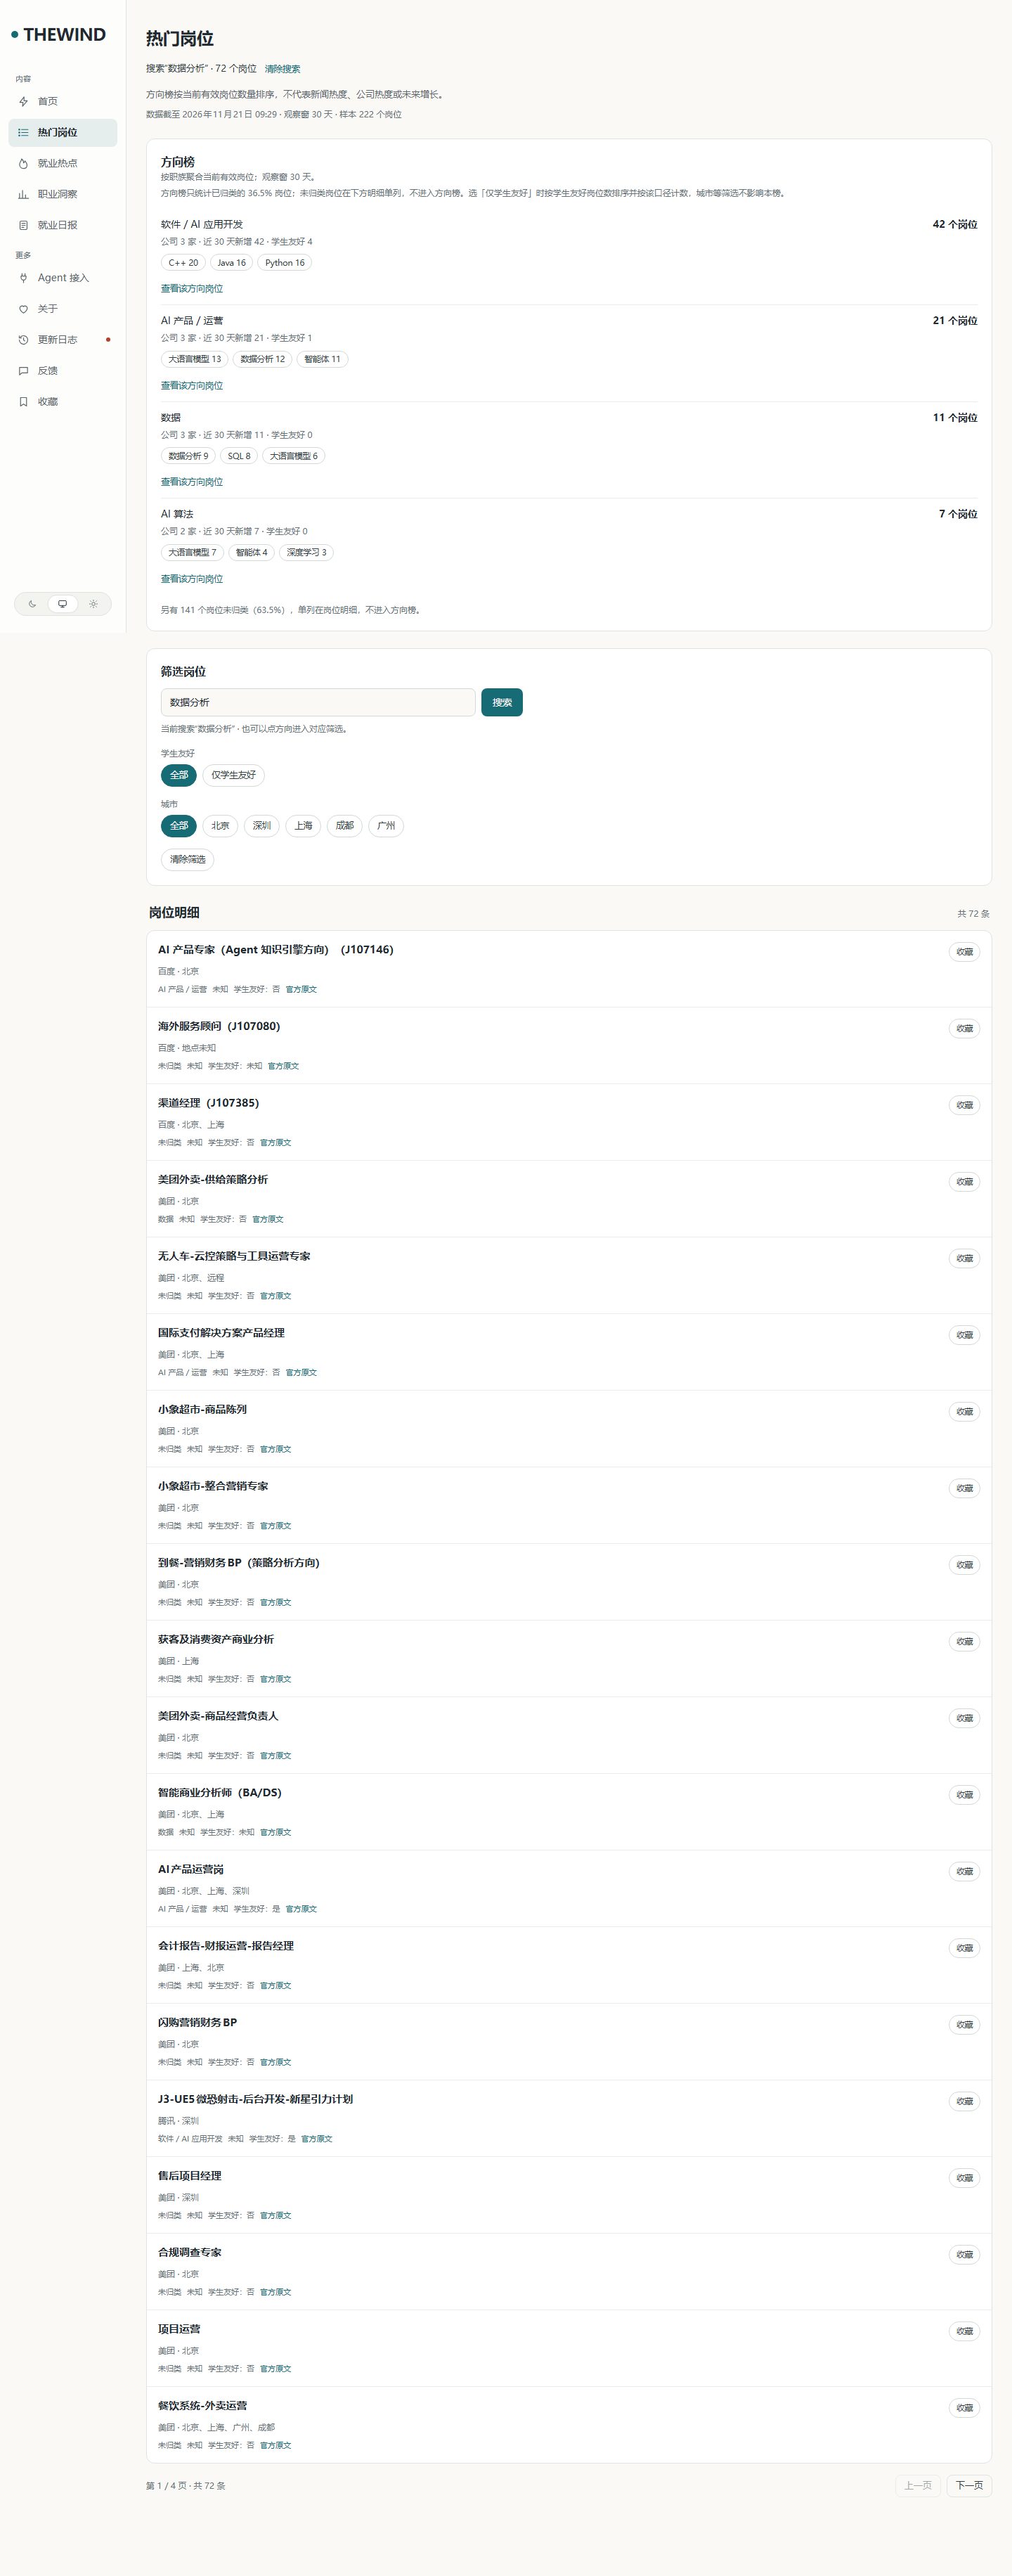 THEWIND
内容
首页
热门岗位
就业热点
职业洞察
就业日报
更多
Agent 接入
关于
更新日志
反馈
收藏
热门岗位
搜索“数据分析” · 72 个岗位 清除搜索
方向榜按当前有效岗位数量排序，不代表新闻热度、公司热度或未来增长。
数据截至 2026年11月21日 09:29 · 观察窗 30 天 · 样本 222 个岗位
方向榜
按职族聚合当前有效岗位；观察窗 30 天。
方向榜只统计已归类的 36.5% 岗位；未归类岗位在下方明细单列，不进入方向榜。选「仅学生友好」时按学生友好岗位数排序并按该口径计数，城市等筛选不影响本榜。
软件 / AI 应用开发 42 个岗位
公司 3 家 · 近 30 天新增 42 · 学生友好 4
C++ 20 Java 16 Python 16
查看该方向岗位
AI 产品 / 运营 21 个岗位
公司 3 家 · 近 30 天新增 21 · 学生友好 1
大语言模型 13 数据分析 12 智能体 11
查看该方向岗位
数据 11 个岗位
公司 3 家 · 近 30 天新增 11 · 学生友好 0
数据分析 9 SQL 8 大语言模型 6
查看该方向岗位
AI 算法 7 个岗位
公司 2 家 · 近 30 天新增 7 · 学生友好 0
大语言模型 7 智能体 4 深度学习 3
查看该方向岗位
另有 141 个岗位未归类（63.5%），单列在岗位明细，不进入方向榜。
筛选岗位
数据分析 搜索
当前搜索“数据分析” · 也可以点方向进入对应筛选。
学生友好
全部 仅学生友好
城市
全部 北京 深圳 上海 成都 广州
清除筛选
岗位明细 共 72 条
AI 产品专家（Agent 知识引擎方向）（J107146） 收藏
百度 · 北京
AI 产品 / 运营 未知 学生友好：否 官方原文
海外服务顾问（J107080） 收藏
百度 · 地点未知
未归类 未知 学生友好：未知 官方原文
渠道经理（J107385） 收藏
百度 · 北京、上海
未归类 未知 学生友好：否 官方原文
美团外卖-供给策略分析 收藏
美团 · 北京
数据 未知 学生友好：否 官方原文
无人车-云控策略与工具运营专家 收藏
美团 · 北京、远程
未归类 未知 学生友好：否 官方原文
国际支付解决方案产品经理 收藏
美团 · 北京、上海
AI 产品 / 运营 未知 学生友好：否 官方原文
小象超市-商品陈列 收藏
美团 · 北京
未归类 未知 学生友好：否 官方原文
小象超市-整合营销专家 收藏
美团 · 北京
未归类 未知 学生友好：否 官方原文
到餐-营销财务BP（策略分析方向） 收藏
美团 · 北京
未归类 未知 学生友好：否 官方原文
获客及消费资产商业分析 收藏
美团 · 上海
未归类 未知 学生友好：否 官方原文
美团外卖-商品经营负责人 收藏
美团 · 北京
未归类 未知 学生友好：否 官方原文
智能商业分析师（BA/DS） 收藏
美团 · 北京、上海
数据 未知 学生友好：未知 官方原文
AI产品运营岗 收藏
美团 · 北京、上海、深圳
AI 产品 / 运营 未知 学生友好：是 官方原文
会计报告-财报运营-报告经理 收藏
美团 · 上海、北京
未归类 未知 学生友好：否 官方原文
闪购营销财务BP 收藏
美团 · 北京
未归类 未知 学生友好：否 官方原文
J3-UE5微恐射击-后台开发-新星引力计划 收藏
腾讯 · 深圳
软件 / AI 应用开发 未知 学生友好：是 官方原文
售后项目经理 收藏
美团 · 深圳
未归类 未知 学生友好：否 官方原文
合规调查专家 收藏
美团 · 北京
未归类 未知 学生友好：否 官方原文
项目运营 收藏
美团 · 北京
未归类 未知 学生友好：否 官方原文
餐饮系统-外卖运营 收藏
美团 · 北京、上海、广州、成都
未归类 未知 学生友好：否 官方原文
第 1 / 4 页 · 共 72 条 上一页 下一页